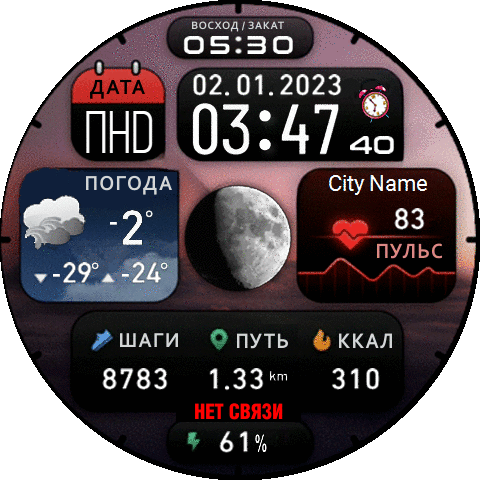 ВОСХОД / ЗАКАТ
05:30
ДАТА
ПНD
02.01.2023
03:47 40
ПОГОДА
-2°
-29° -24°
City Name
83
ПУЛЬС
ШАГИ ПУТЬ ККАЛ
8783 1.33 km 310
НЕТ СВЯЗИ
61%